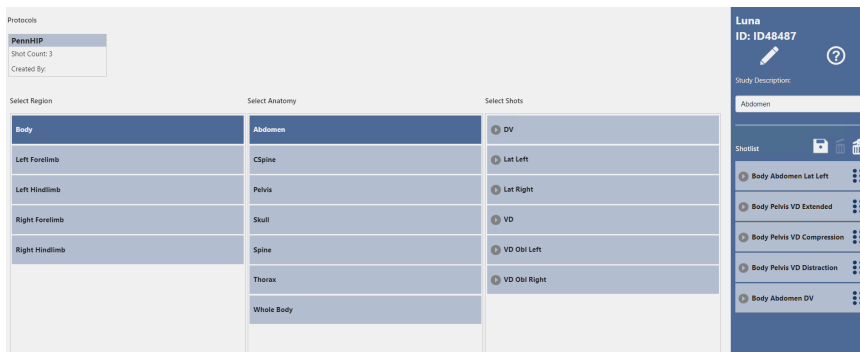 Protocols
PennHIP
Shot Count: 3
Created By:
Select Region
Body
Left Forelimb
Left Hindlimb
Right Forelimb
Right Hindlimb
Select Anatomy
Abdomen
CSpine
Pelvis
Skull
Spine
Thorax
Whole Body
Select Shots
DV
Lat Left
Lat Right
VD
VD Obl Left
VD Obl Right
Luna
ID: ID48487
Study Description:
Abdomen
Shotlist
Body Abdomen Lat Left
Body Pelvis VD Extended
Body Pelvis VD Compression
Body Pelvis VD Distraction
Body Abdomen DV